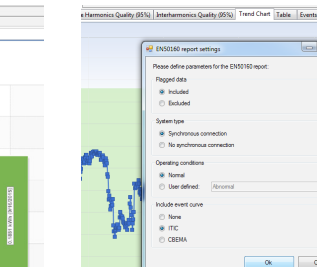 e Harmonics Quality (95%) Interharmonics Quality (95%) Trend Chart Table Events
EN50160 report settings
Please define parameters for the EN50160 report:
Flagged data
Included
Excluded
System type
Synchronous connection
No synchronous connection
Operating conditions
Normal
User defined: Abnormal
Include event curve
None
ITIC
CBEMA
Ok